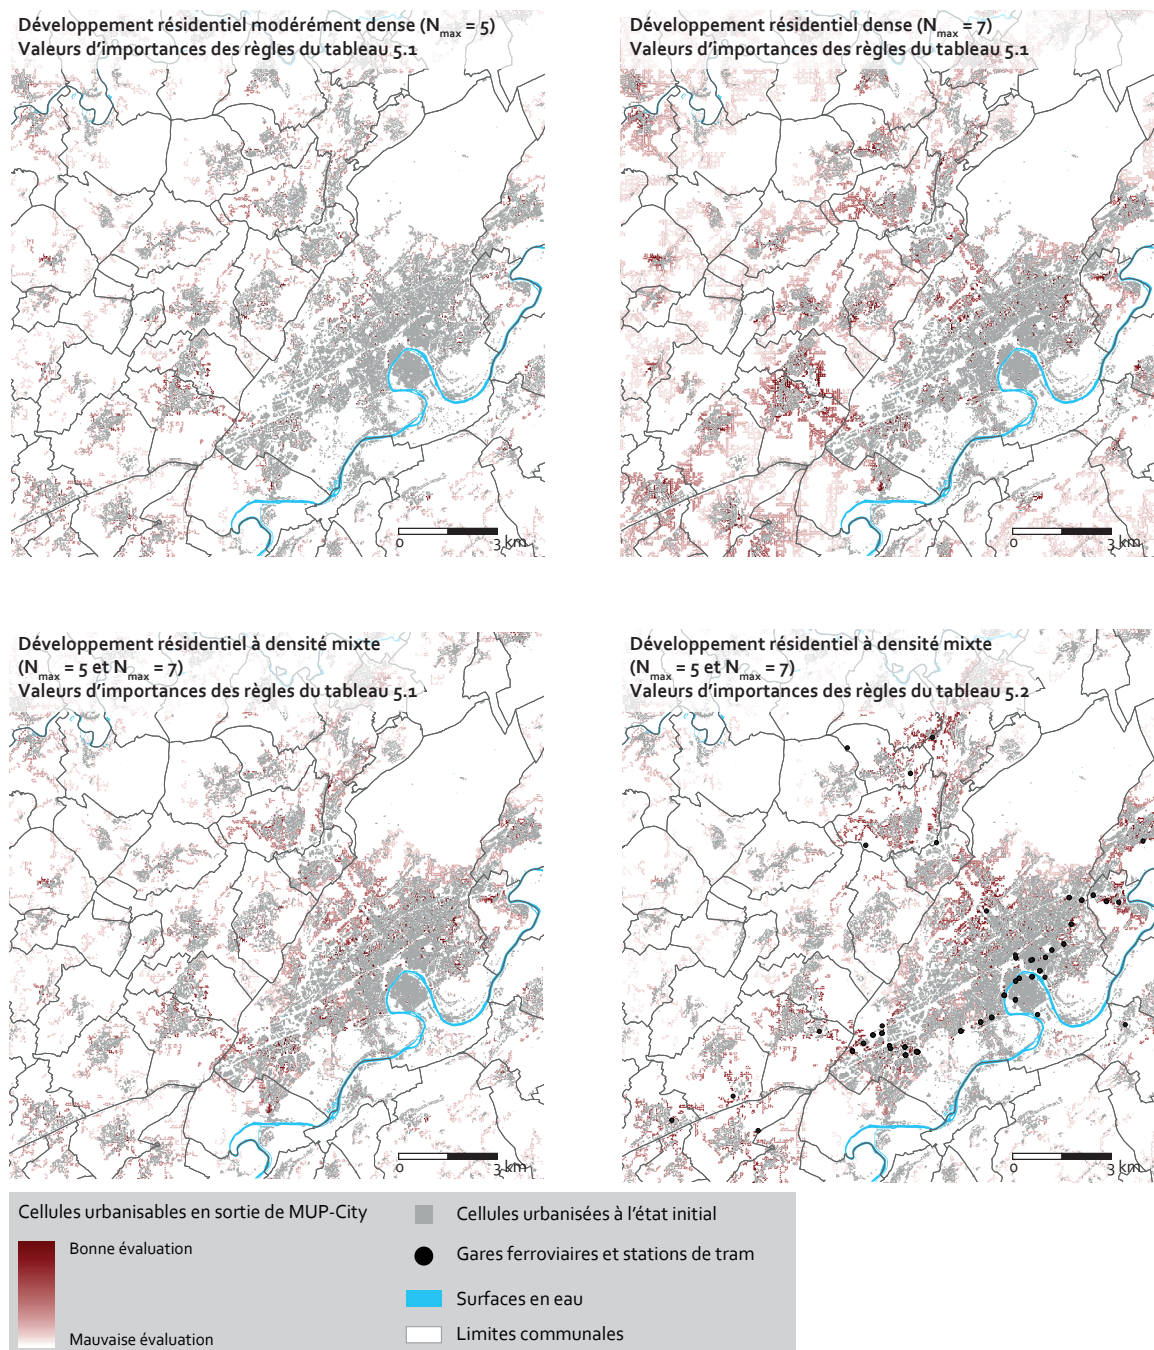 Développement résidentiel modérément dense (Nmax = 5)
Valeurs d'importances des règles du tableau 5.1
0
3 km
Développement résidentiel dense (Nmax = 7)
Valeurs d'importances des règles du tableau 5.1
0
3 km
Développement résidentiel à densité mixte
(Nmax = 5 et Nmax = 7)
Valeurs d'importances des règles du tableau 5.1
0
3 km
Développement résidentiel à densité mixte
(Nmax = 5 et Nmax = 7)
Valeurs d'importances des règles du tableau 5.2
0
3 km
Cellules urbanisables en sortie de MUP-City
Bonne évaluation
Mauvaise évaluation
Cellules urbanisées à l'état initial
Gares ferroviaires et stations de tram
Surfaces en eau
Limites communales